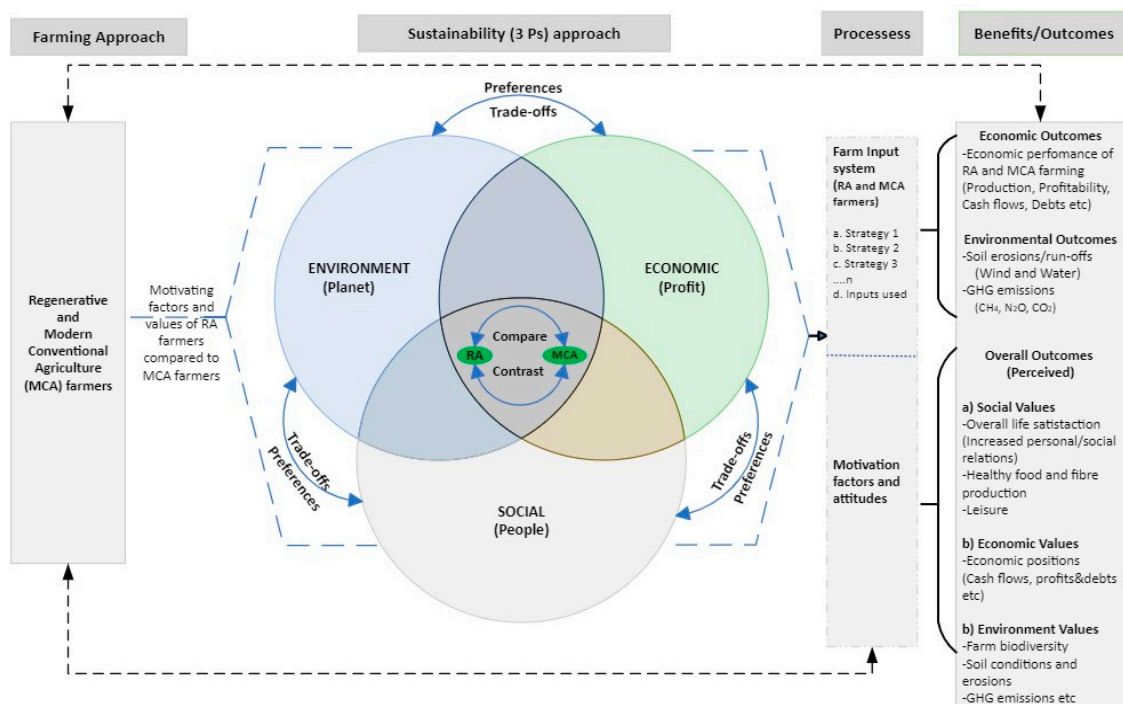 Farming Approach
Sustainability (3 Ps) approach
Processess
Benefits/Outcomes
Regenerative
and
Modern
Conventional
Agriculture
(MCA) farmers
Motivating
factors and
values of RA
farmers
compared to
MCA farmers
Preferences
Trade-offs
ENVIRONMENT
(Planet)
ECONOMIC
(Profit)
Compare
RA
MCA
Contrast
Trade-offs
Preferences
Trade-offs
Preferences
SOCIAL
(People)
Farm Input
system
(RA and MCA
farmers)
a. Strategy 1
b. Strategy 2
c. Strategy 3
....n
d. Inputs used
Motivation
factors and
attitudes
Economic Outcomes
-Economic perfomance of
RA and MCA farming
(Production, Profitability,
Cash flows, Debts etc)
Environmental Outcomes
-Soil erosions/run-offs
(Wind and Water)
-GHG emissions
(CH₄, N₂O, CO₂)
Overall Outcomes
(Perceived)
a) Social Values
-Overall life satistaction
(Increased personal/social
relations)
-Healthy food and fibre
production
-Leisure
b) Economic Values
-Economic positions
(Cash flows, profits&debts
etc)
b) Environment Values
-Farm biodiversity
-Soil conditions and
erosions
-GHG emissions etc